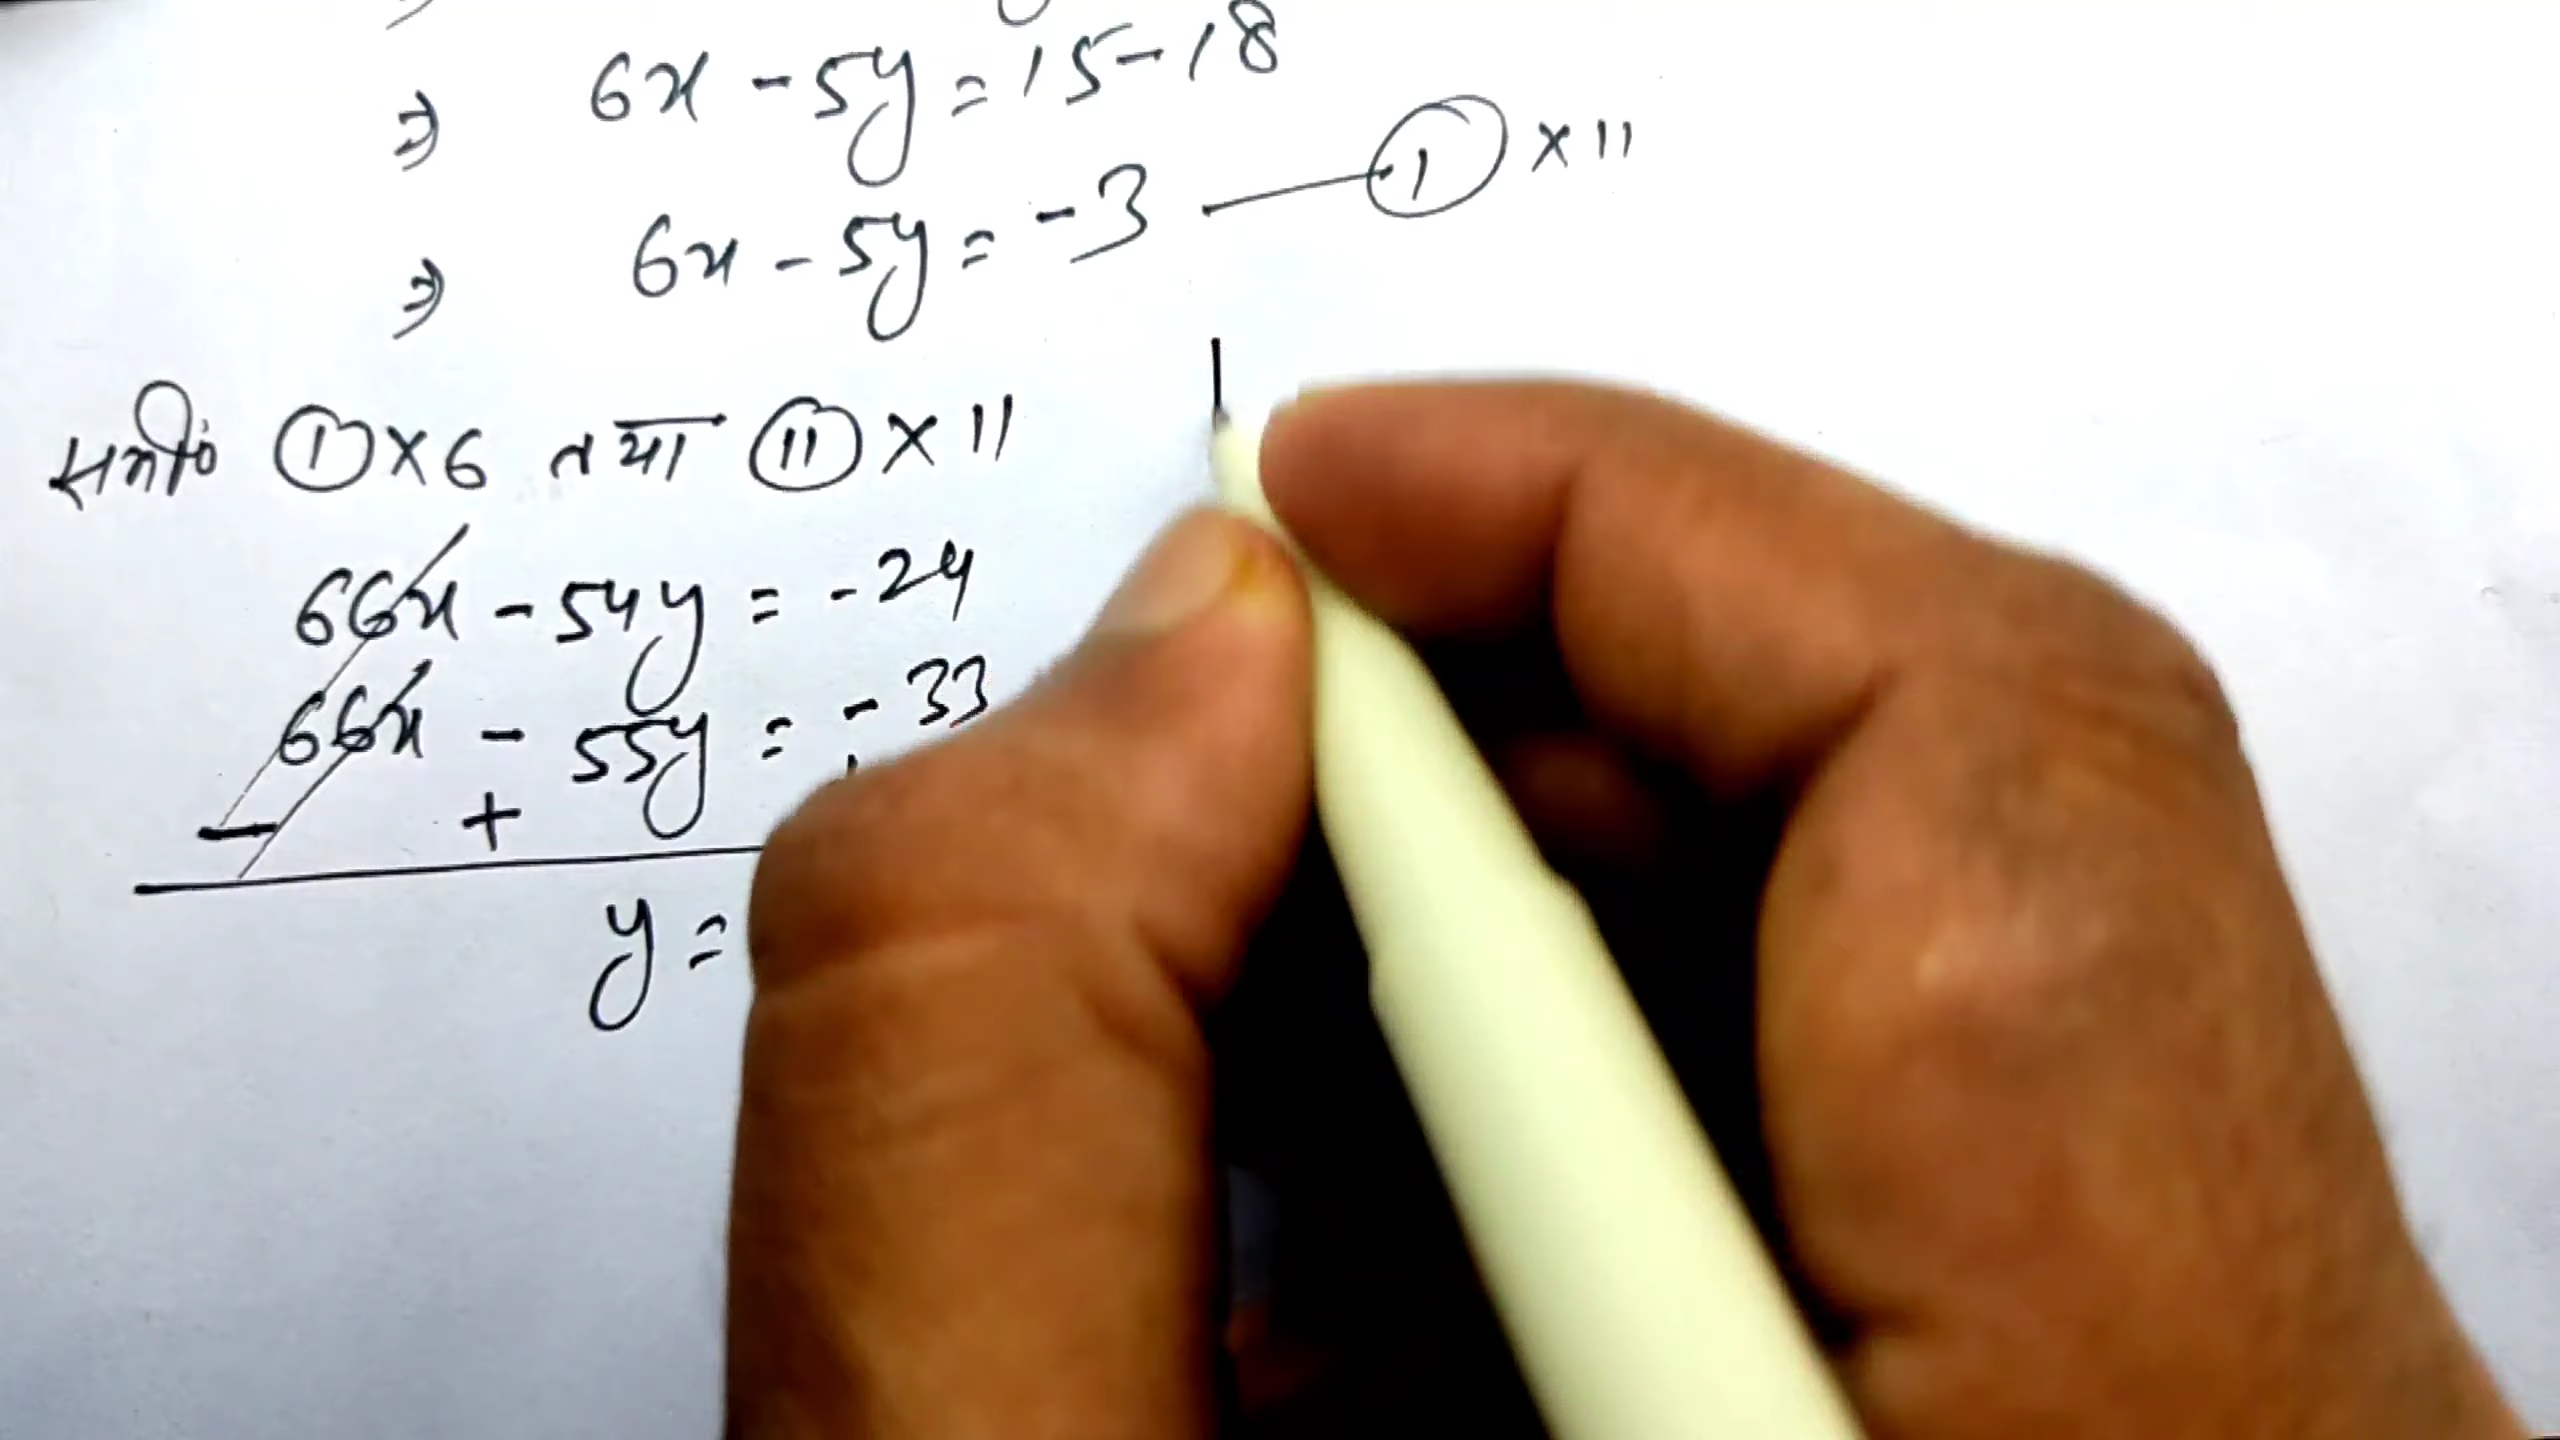 ⇒ 6x - 5y = 15 - 18
⇒ 6x - 5y = -3 — (1) × 11
समी० (1) × 6 तथा (11) × 11
66x - 54y = -24
66x - 55y = -33
- + +
y =